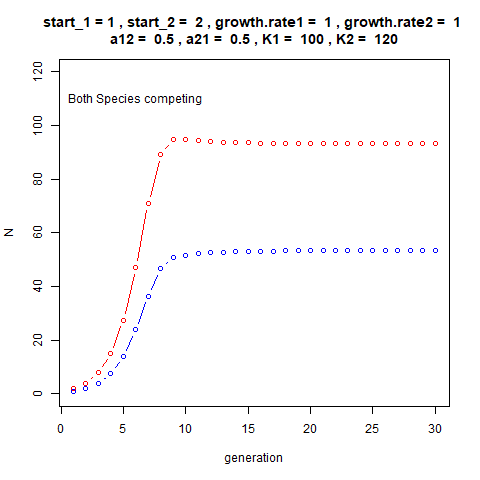 start_1 = 1 , start_2 =  2 , growth.rate1 =  1 , growth.rate2 =  1
a12 =  0.5 , a21 =  0.5 , K1 =  100 , K2 =  120
Both Species competing
120
100
80
60
40
20
0
N
0 5 10 15 20 25 30
generation